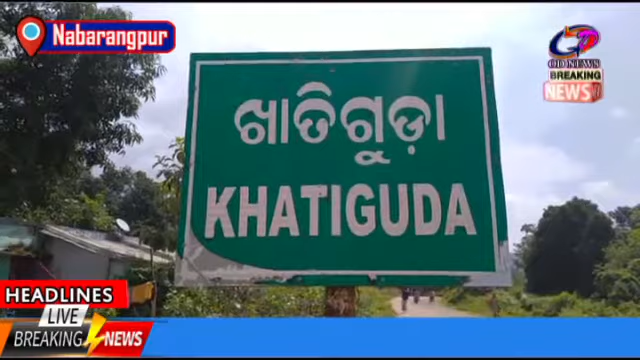 Nabarangpur
OD NEWS
BREAKING
NEWS
ଖାତିଗୁଡ଼ା
KHATIGUDA
HEADLINES
LIVE
BREAKING NEWS